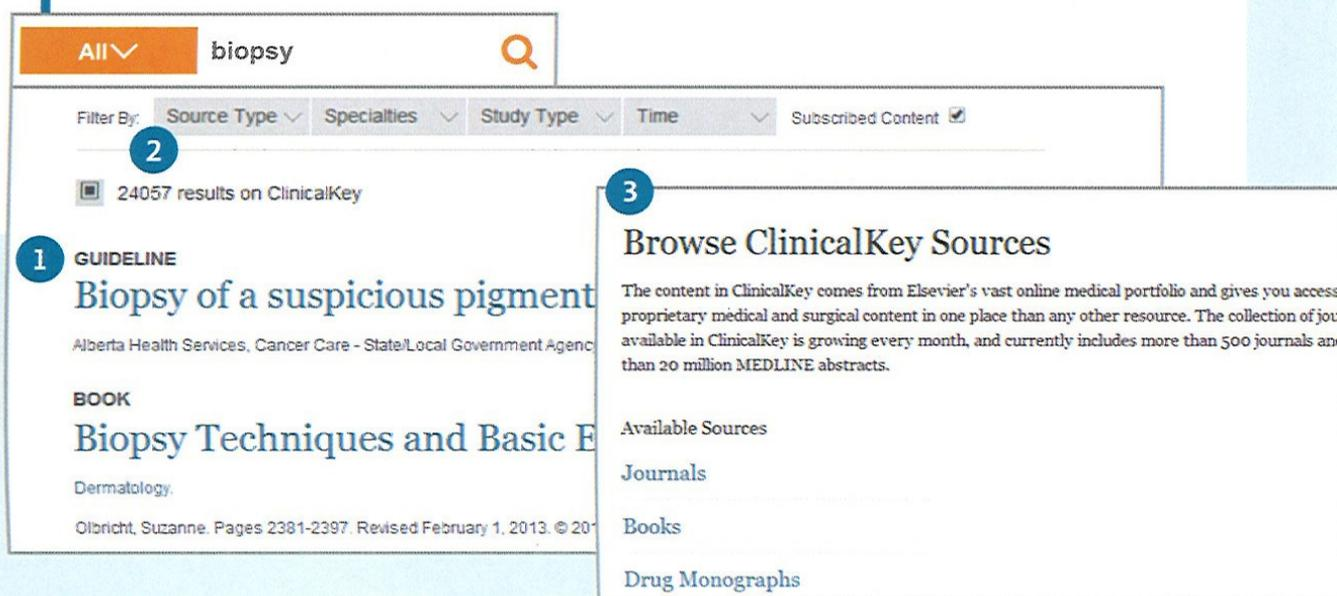 All biopsy
Filter By: Source Type Specialties Study Type Time Subscribed Content
2
24057 results on ClinicalKey
1
GUIDELINE
Biopsy of a suspicious pigment
Alberta Health Services, Cancer Care - State/Local Government Agenc
BOOK
Biopsy Techniques and Basic E
Dermatology.
Olbricht, Suzanne. Pages 2381-2397. Revised February 1, 2013. © 201
3
Browse ClinicalKey Sources
The content in ClinicalKey comes from Elsevier's vast online medical portfolio and gives you access
proprietary medical and surgical content in one place than any other resource. The collection of jou
available in ClinicalKey is growing every month, and currently includes more than 500 journals and
than 20 million MEDLINE abstracts.
Available Sources
Journals
Books
Drug Monographs